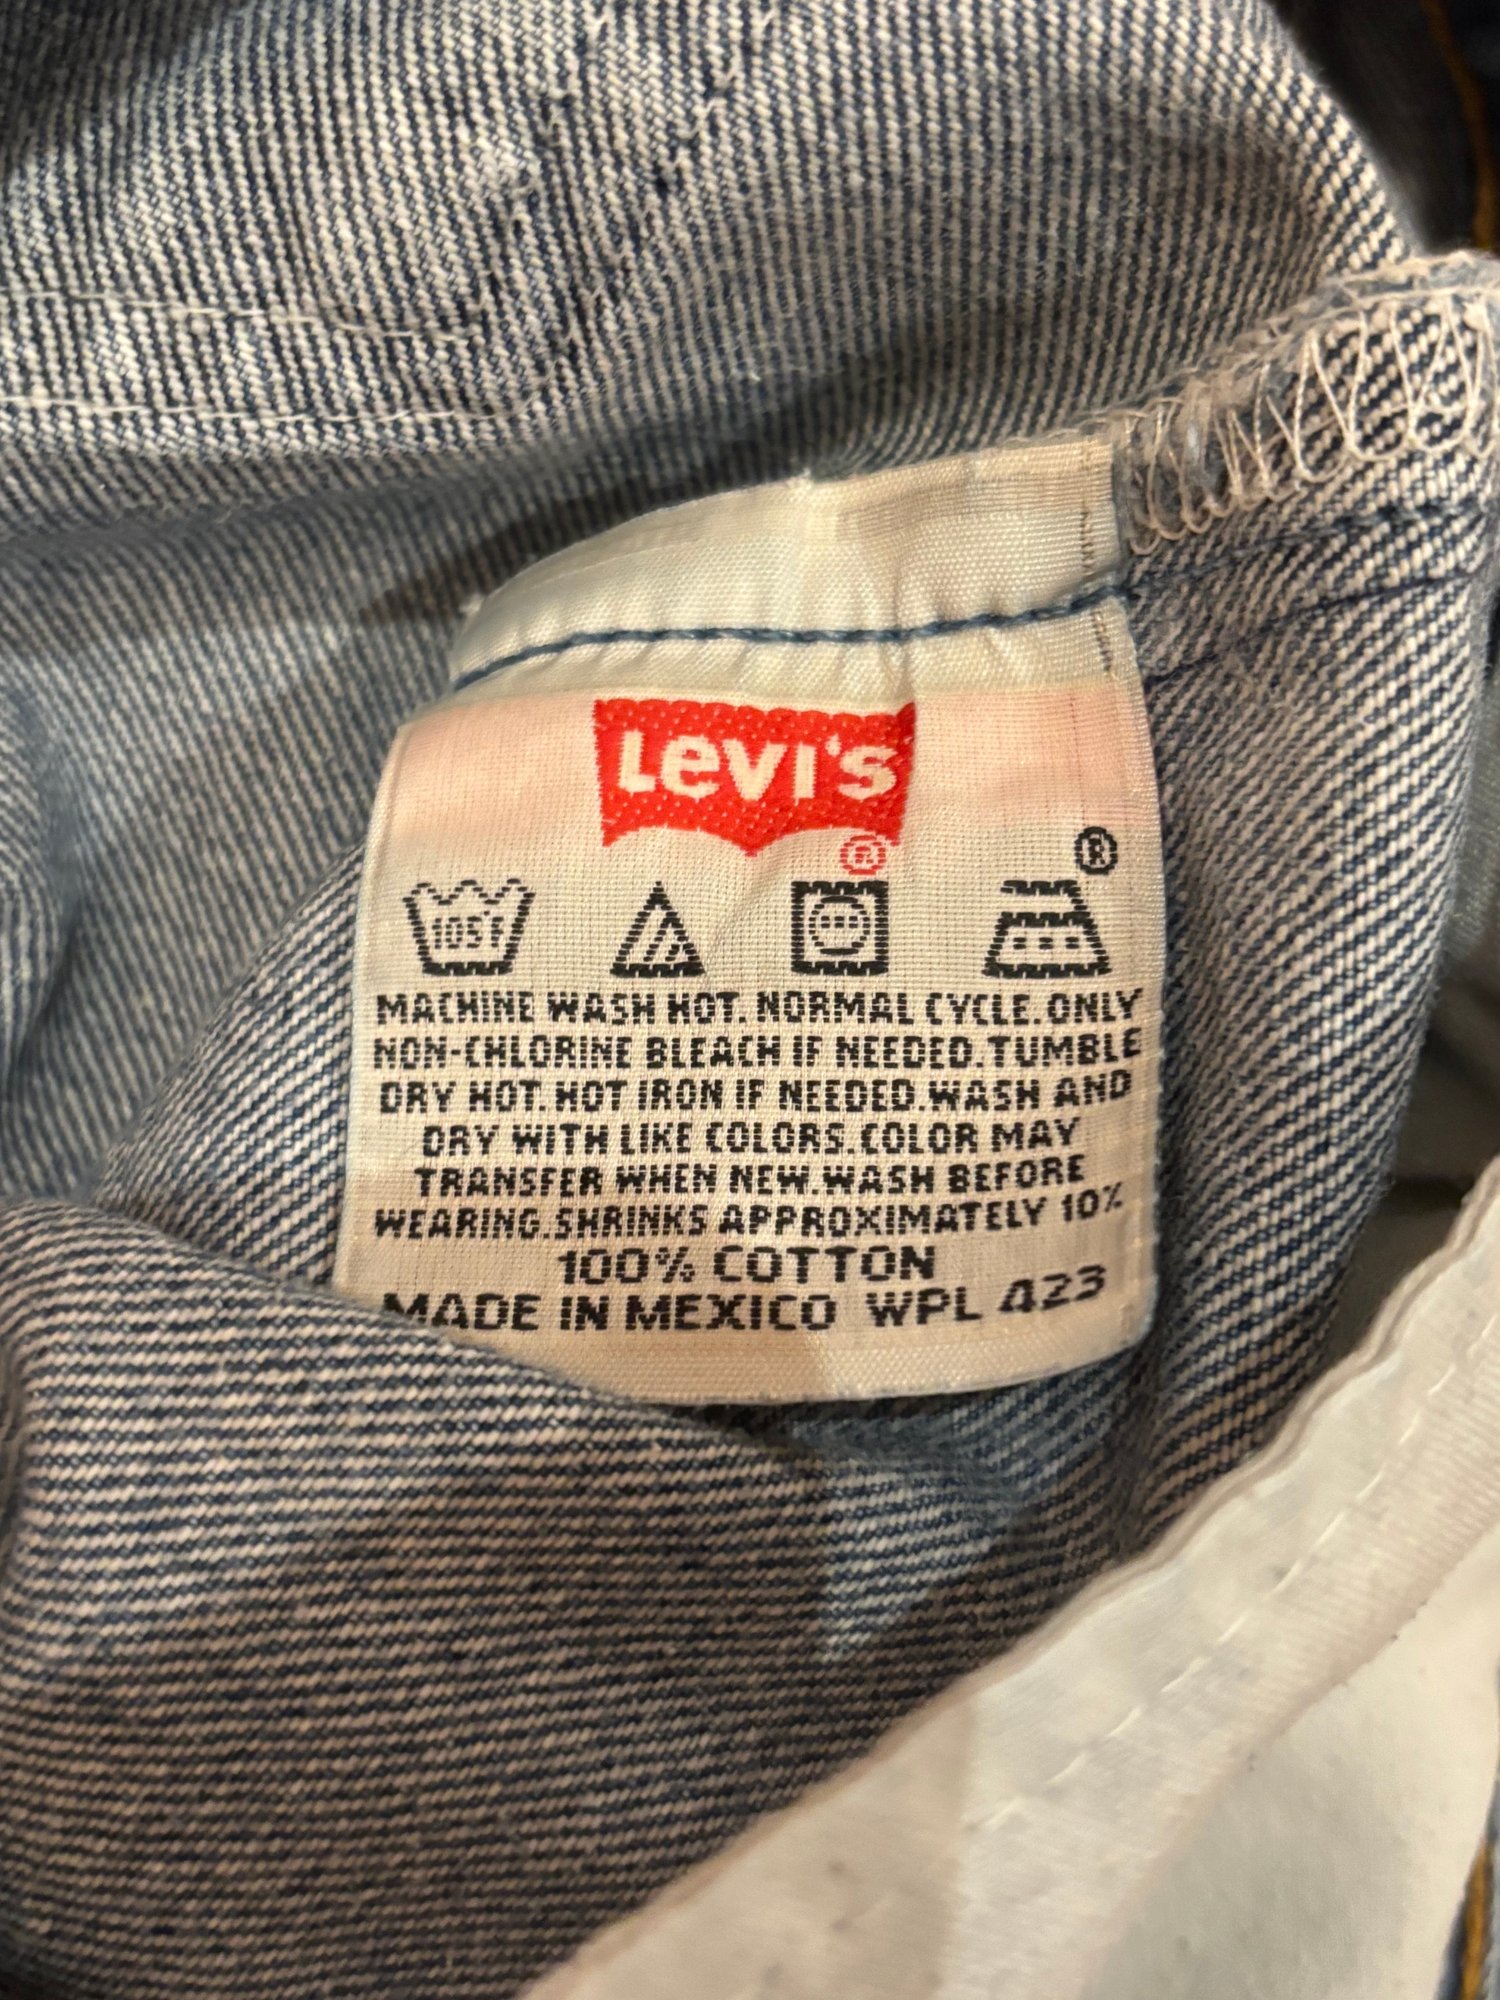 Levi's
®
®
105°F
MACHINE WASH HOT. NORMAL CYCLE. ONLY
NON-CHLORINE BLEACH IF NEEDED. TUMBLE
DRY HOT. HOT IRON IF NEEDED. WASH AND
DRY WITH LIKE COLORS. COLOR MAY
TRANSFER WHEN NEW. WASH BEFORE
WEARING. SHRINKS APPROXIMATELY 10%
100% COTTON
MADE IN MEXICO WPL 423